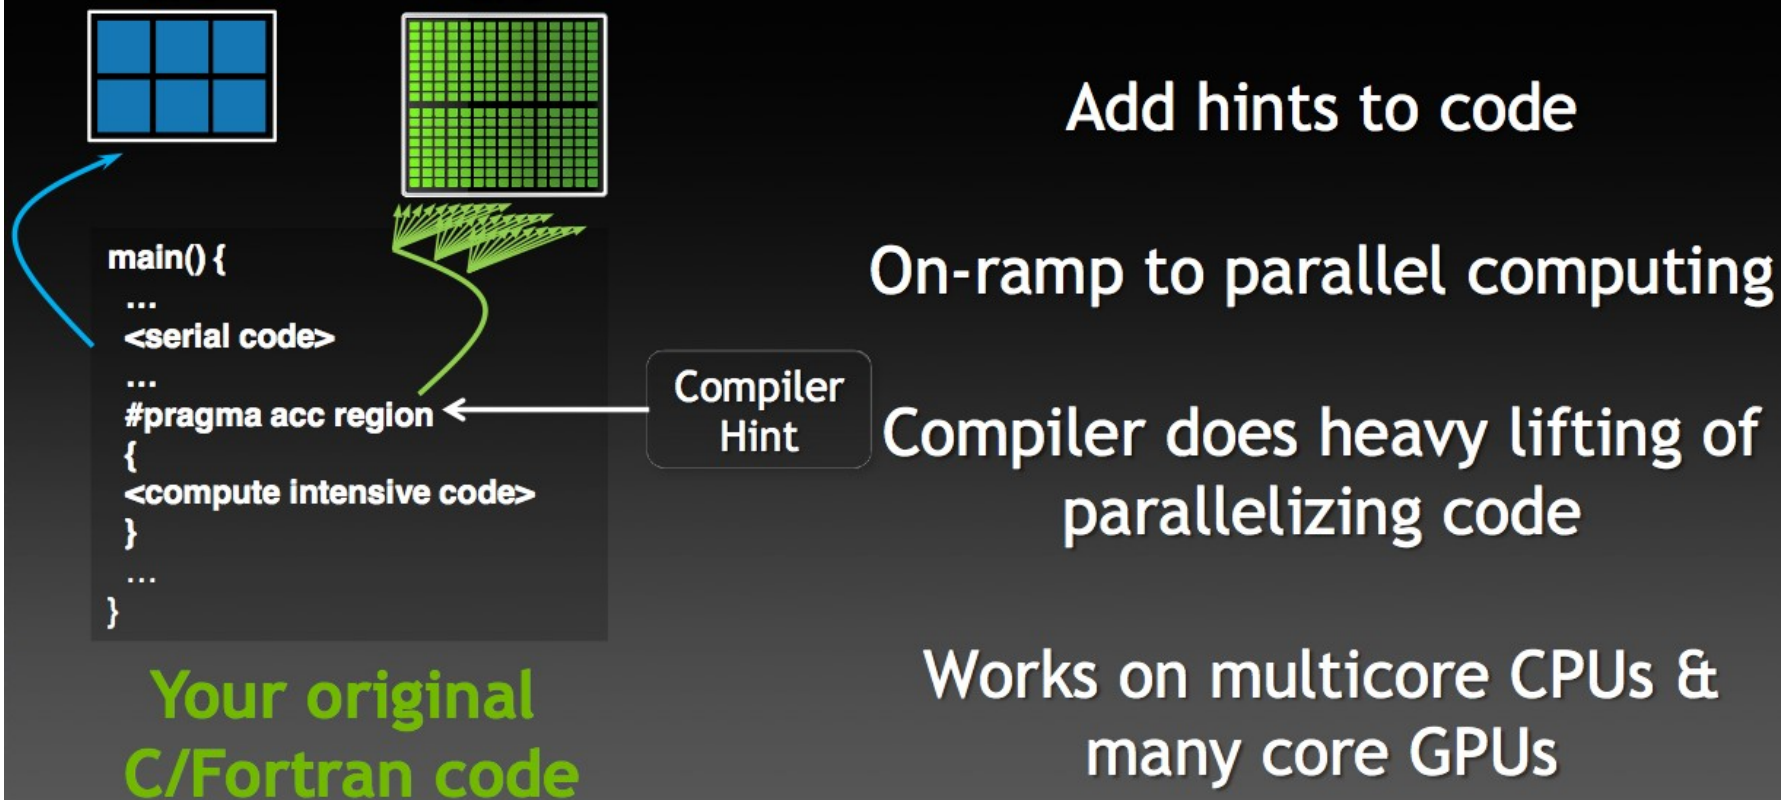 main() {
...
<serial code>
...
#pragma acc region
{
<compute intensive code>
}
...
}
Your original
C/Fortran code
Compiler
Hint
Add hints to code
On-ramp to parallel computing
Compiler does heavy lifting of
parallelizing code
Works on multicore CPUs &
many core GPUs